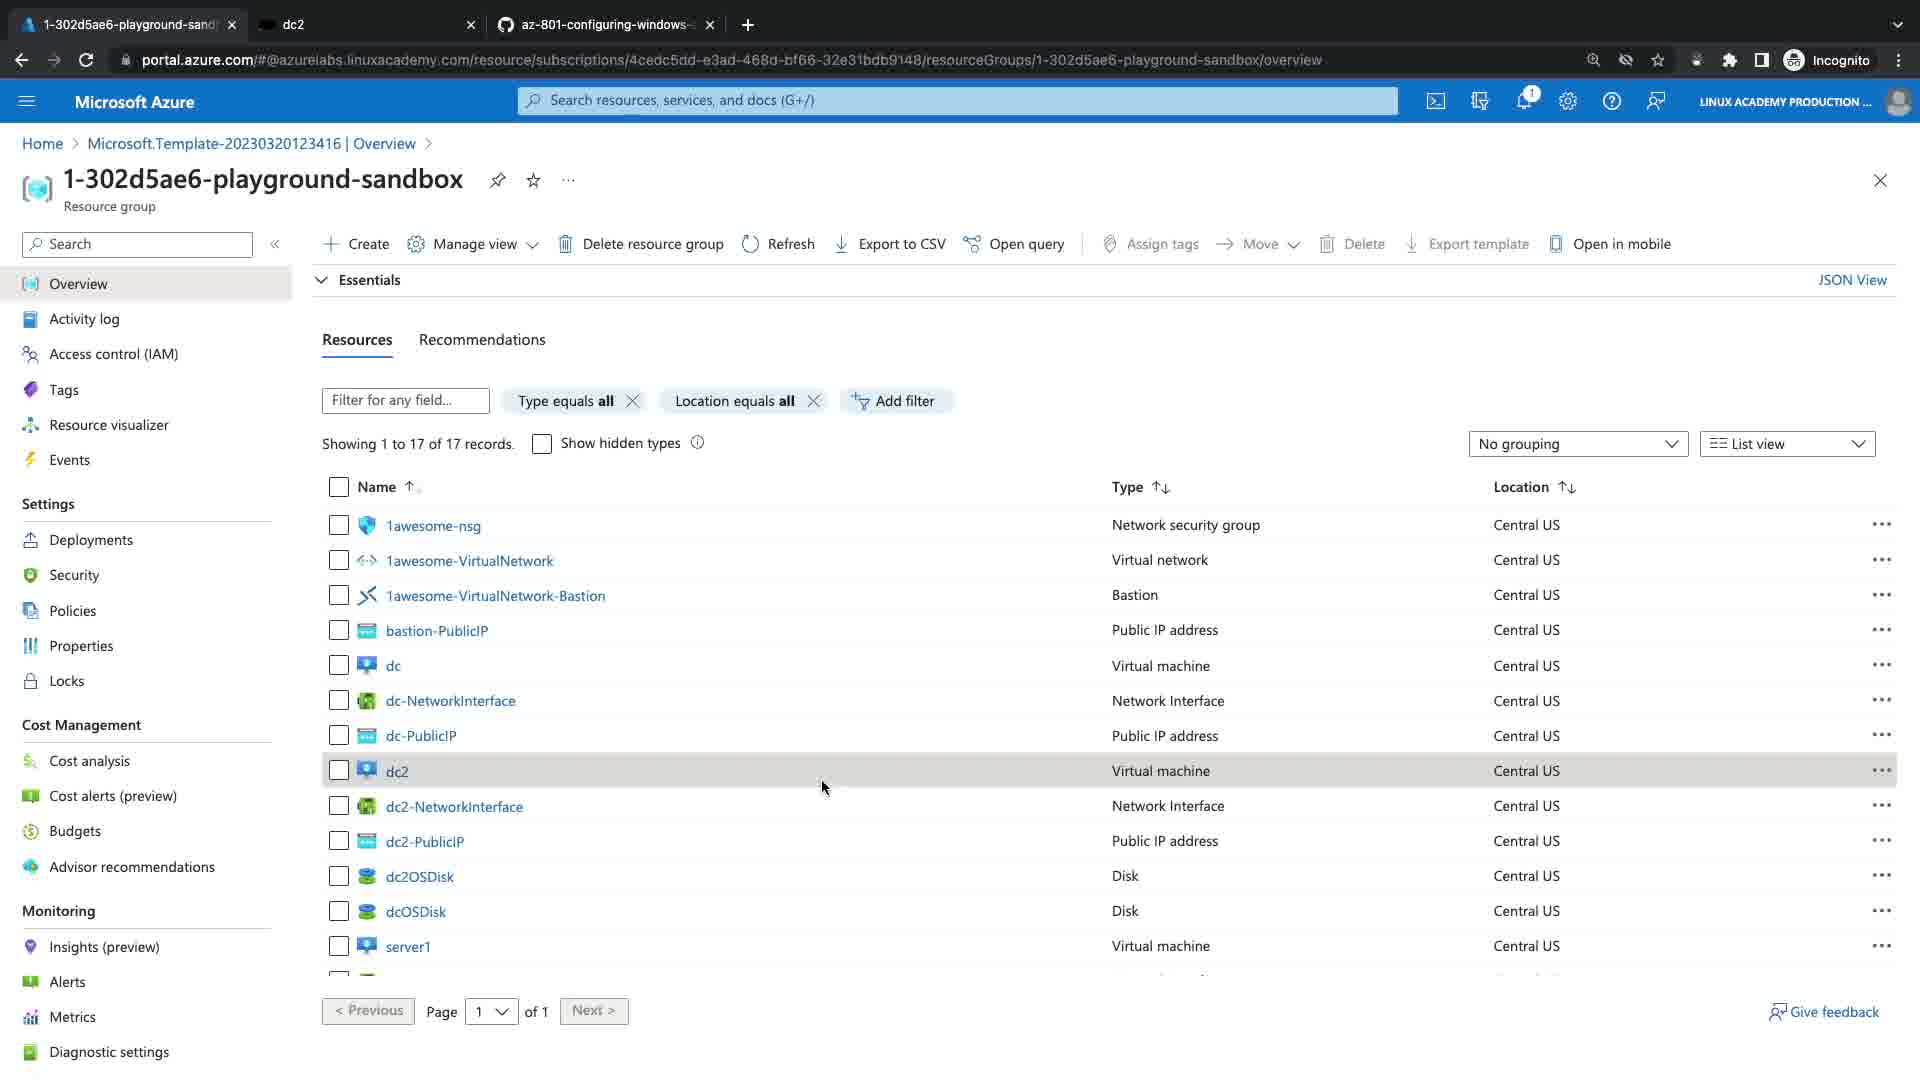 1-302d5ae6-playground-sand
dc2
az-801-configuring-windows-
portal.azure.com/#@azurelabs.linuxacademy.com/resource/subscriptions/4cedc5dd-e3ad-468d-bf66-32e31bdb9148/resourceGroups/1-302d5ae6-playground-sandbox/overview
Incognito
Microsoft Azure
Search resources, services, and docs (G+/)
1
LINUX ACADEMY PRODUCTION ...
Home > Microsoft.Template-20230320123416 | Overview >
1-302d5ae6-playground-sandbox
...
Resource group
Search
«
Create
Manage view
Delete resource group
Refresh
Export to CSV
Open query
Assign tags
Move
Delete
Export template
Open in mobile
Overview
Activity log
Access control (IAM)
Tags
Resource visualizer
Events
Settings
Deployments
Security
Policies
Properties
Locks
Cost Management
Cost analysis
Cost alerts (preview)
Budgets
Advisor recommendations
Monitoring
Insights (preview)
Alerts
Metrics
Diagnostic settings
Essentials
JSON View
Resources
Recommendations
Filter for any field...
Type equals all
Location equals all
Add filter
Showing 1 to 17 of 17 records.
Show hidden types
No grouping
List view
Name Type Location
1awesome-nsg Network security group Central US
1awesome-VirtualNetwork Virtual network Central US
1awesome-VirtualNetwork-Bastion Bastion Central US
bastion-PublicIP Public IP address Central US
dc Virtual machine Central US
dc-NetworkInterface Network Interface Central US
dc-PublicIP Public IP address Central US
dc2 Virtual machine Central US
dc2-NetworkInterface Network Interface Central US
dc2-PublicIP Public IP address Central US
dc2OSDisk Disk Central US
dcOSDisk Disk Central US
server1 Virtual machine Central US
< Previous
Page 1 of 1
Next >
Give feedback